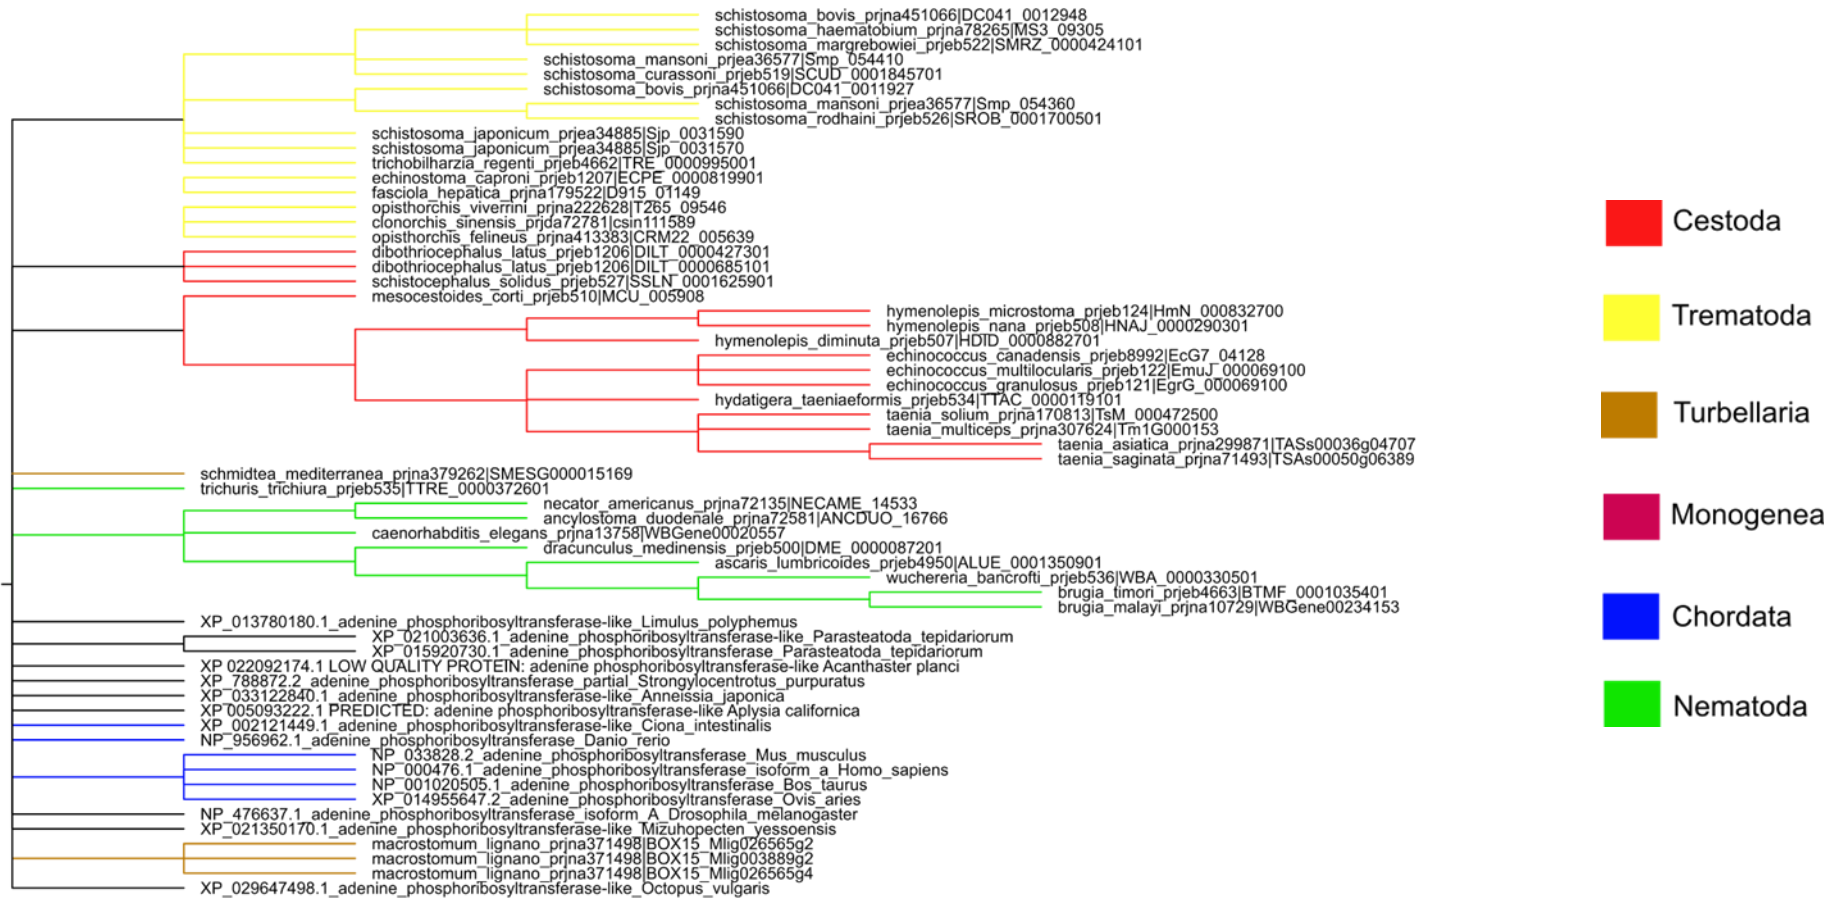 schistosoma_bovis_prjna451066|DC041_0012948
schistosoma_haematobium_prjna78265|MS3_09305
schistosoma_margrebowiei_prjeb522|SMRZ_0000424101
schistosoma_mansoni_prjea36577|Smp_054410
schistosoma_curassoni_prjeb519|SCUD_0001845701
schistosoma_bovis_prjna451066|DC041_0011927
schistosoma_mansoni_prjea36577|Smp_054360
schistosoma_rodhaini_prjeb526|SROB_0001700501
schistosoma_japonicum_prjea34885|Sjp_0031590
schistosoma_japonicum_prjea34885|Sjp_0031570
trichobilharzia_regenti_prjeb4662|TRE_0000995001
echinostoma_caproni_prjeb1207|ECPE_0000819901
fasciola_hepatica_prjna179522|D915_01149
opisthorchis_viverrini_prjna222628|T265_09546
clonorchis_sinensis_prjda72781|csin111589
opisthorchis_felineus_prjna413383|CRM22_005639
dibothriocephalus_latus_prjeb1206|DILT_0000427301
dibothriocephalus_latus_prjeb1206|DILT_0000685101
schistocephalus_solidus_prjeb527|SSLN_0001625901
mesocestoides_corti_prjeb510|MCU_005908
hymenolepis_microstoma_prjeb124|HmN_000832700
hymenolepis_nana_prjeb508|HNAJ_0000290301
hymenolepis_diminuta_prjeb507|HDID_0000882701
echinococcus_canadensis_prjeb8992|EcG7_04128
echinococcus_multilocularis_prjeb122|EmuJ_000069100
echinococcus_granulosus_prjeb121|EgrG_000069100
hydatigera_taeniaeformis_prjeb534|TTAC_0000119101
taenia_solium_prjna170813|TsM_000472500
taenia_multiceps_prjna307624|Tm1G000153
taenia_asiatica_prjna299871|TASs00036g04707
taenia_saginata_prjna71493|TSAs00050g06389
schmidtea_mediterranea_prjna379262|SMESG000015169
trichuris_trichiura_prjeb535|TTRE_0000372601
necator_americanus_prjna72135|NECAME_14533
ancylostoma_duodenale_prjna72581|ANCDUO_16766
caenorhabditis_elegans_prjna13758|WBGene00020557
dracunculus_medinensis_prjeb500|DME_0000087201
ascaris_lumbricoides_prjeb4950|ALUE_0001350901
wuchereria_bancrofti_prjeb536|WBA_0000330501
brugia_timori_prjeb4663|BTMF_0001035401
brugia_malayi_prjna10729|WBGene00234153
XP_013780180.1_adenine_phosphoribosyltransferase-like_Limulus_polyphemus
XP_021003636.1_adenine_phosphoribosyltransferase-like_Parasteatoda_tepidariorum
XP_015920730.1_adenine_phosphoribosyltransferase_Parasteatoda_tepidariorum
XP 022092174.1 LOW QUALITY PROTEIN: adenine phosphoribosyltransferase-like Acanthaster planci
XP_788872.2_adenine_phosphoribosyltransferase_partial_Strongylocentrotus_purpuratus
XP_033122840.1_adenine_phosphoribosyltransferase-like_Anneissia_japonica
XP 005093222.1 PREDICTED: adenine phosphoribosyltransferase-like Aplysia californica
XP_002121449.1_adenine_phosphoribosyltransferase-like_Ciona_intestinalis
NP_956962.1_adenine_phosphoribosyltransferase_Danio_rerio
NP_033828.2_adenine_phosphoribosyltransferase_Mus_musculus
NP_000476.1_adenine_phosphoribosyltransferase_isoform_a_Homo_sapiens
NP_001020505.1_adenine_phosphoribosyltransferase_Bos_taurus
XP_014955647.2_adenine_phosphoribosyltransferase_Ovis_aries
NP_476637.1_adenine_phosphoribosyltransferase_isoform_A_Drosophila_melanogaster
XP_021350170.1_adenine_phosphoribosyltransferase-like_Mizuhopecten_yessoensis
macrostomum_lignano_prjna371498|BOX15_Mlig026565g2
macrostomum_lignano_prjna371498|BOX15_Mlig003889g2
macrostomum_lignano_prjna371498|BOX15_Mlig026565g4
XP_029647498.1_adenine_phosphoribosyltransferase-like_Octopus_vulgaris
Cestoda
Trematoda
Turbellaria
Monogenea
Chordata
Nematoda